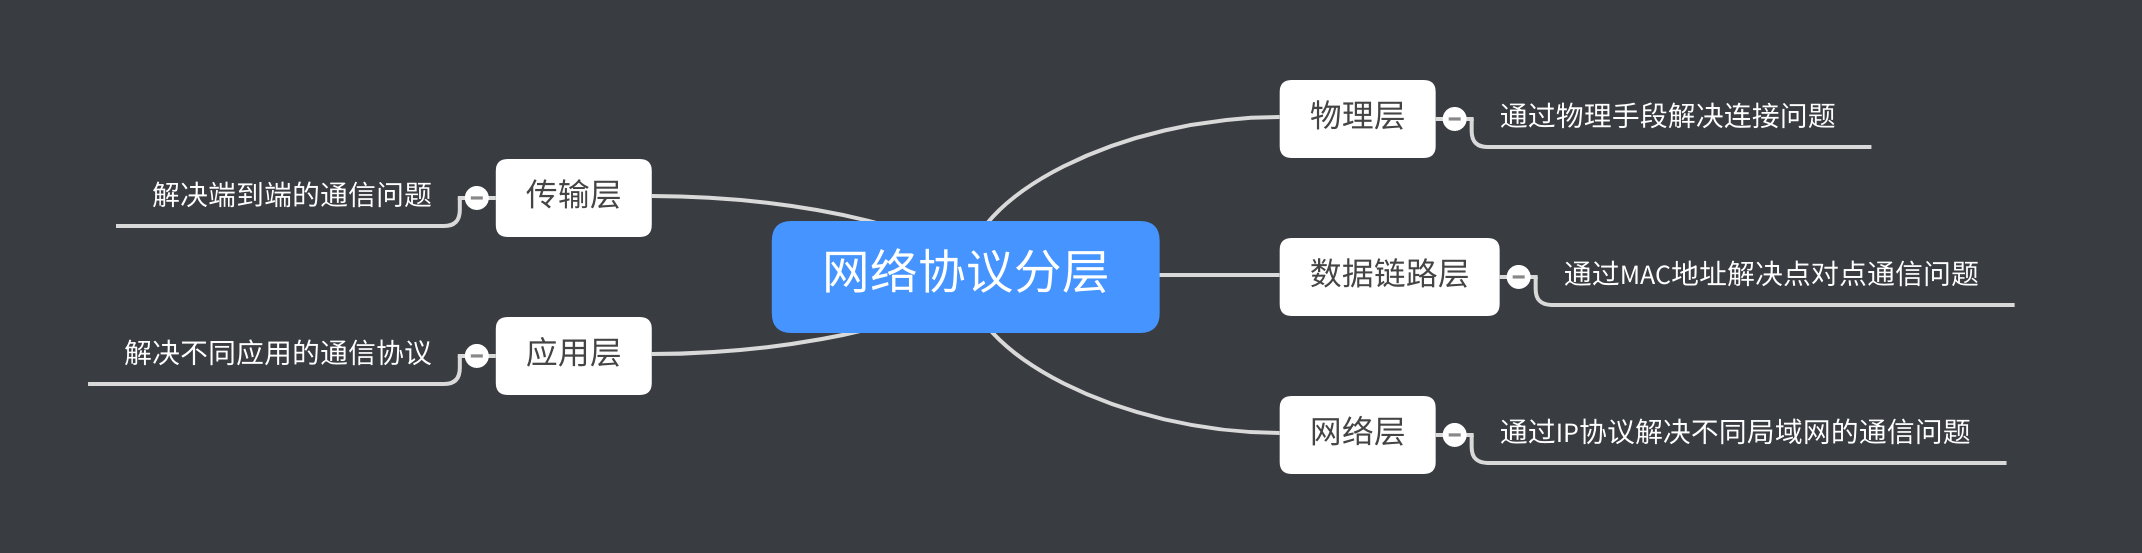 网络协议分层
物理层
通过物理手段解决连接问题
数据链路层
通过MAC地址解决点对点通信问题
网络层
通过IP协议解决不同局域网的通信问题
传输层
解决端到端的通信问题
应用层
解决不同应用的通信协议